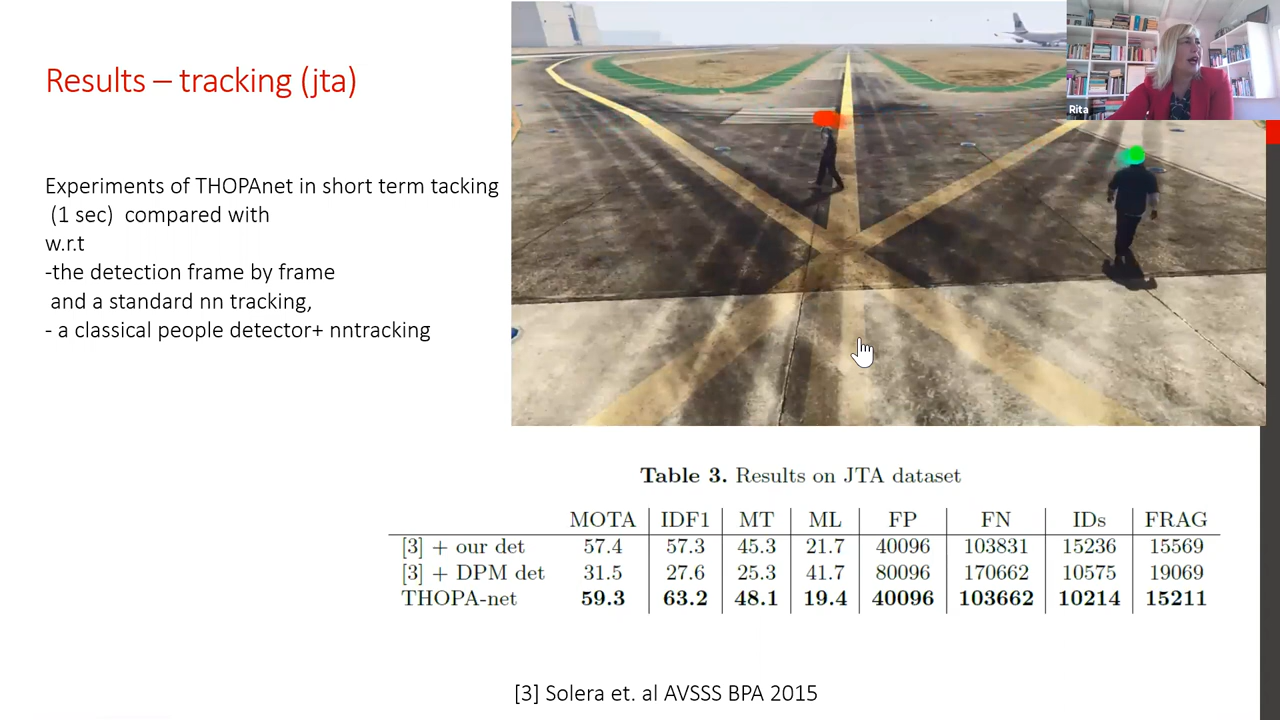 Results – tracking (jta)
Rita
Experiments of THOPAnet in short term tacking
(1 sec) compared with
w.r.t
-the detection frame by frame
and a standard nn tracking,
- a classical people detector+ nntracking
Table 3. Results on JTA dataset
MOTA IDF1 MT ML FP FN IDs FRAG
[3] + our det 57.4 57.3 45.3 21.7 40096 103831 15236 15569
[3] + DPM det 31.5 27.6 25.3 41.7 80096 170662 10575 19069
THOPA-net 59.3 63.2 48.1 19.4 40096 103662 10214 15211
[3] Solera et. al AVSSS BPA 2015